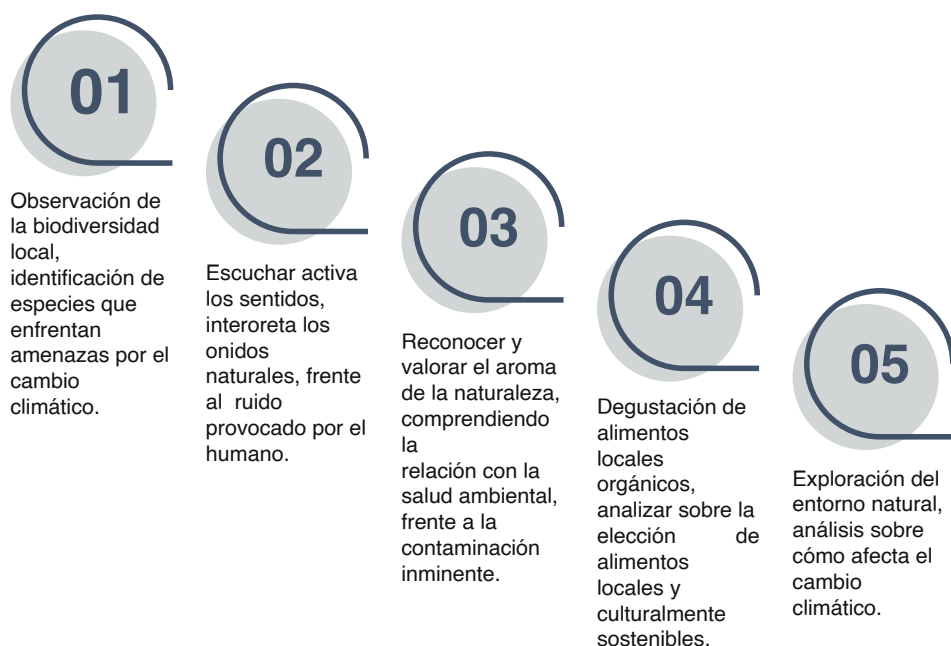 01
Observación de
la biodiversidad
local,
identificación de
especies que
enfrentan
amenazas por el
cambio
climático.
02
Escuchar activa
los sentidos,
interoreta los
onidos
naturales, frente
al ruido
provocado por el
humano.
03
Reconocer y
valorar el aroma
de la naturaleza,
comprendiendo
la
relación con la
salud ambiental,
frente a la
contaminación
inminente.
04
Degustación de
alimentos
locales
orgánicos,
analizar sobre la
elección de
alimentos
locales y
culturalmente
sostenibles.
05
Exploración del
entorno natural,
análisis sobre
cómo afecta el
cambio
climático.